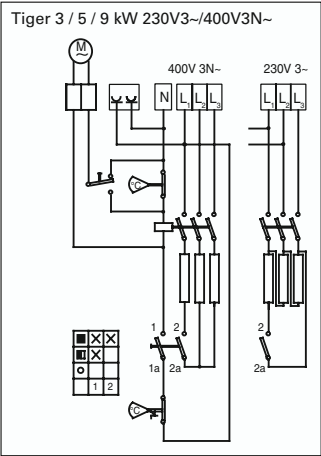 Tiger 3 / 5 / 9 kW 230V3~/400V3N~
M
~
400V 3N~ 230V 3~
N L1 L2 L3 L1 L2 L3
°C
1 2 2
1a 2a 2a
1 2
°C